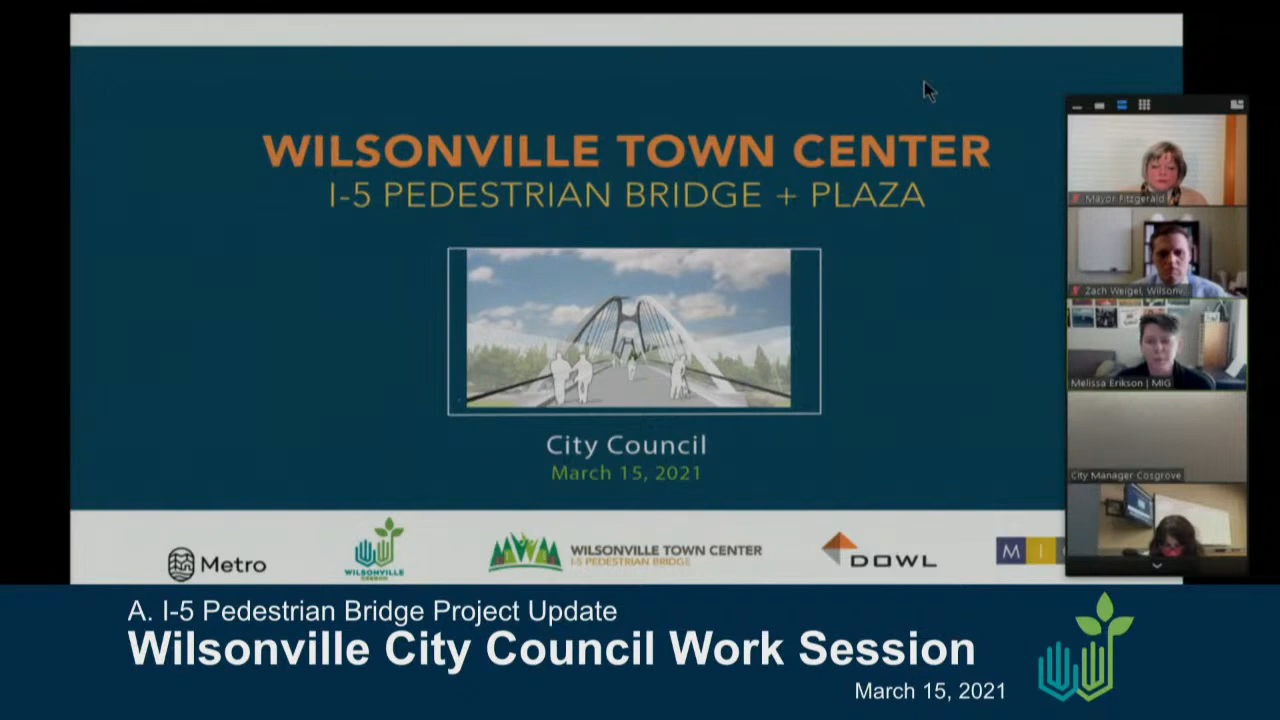 WILSONVILLE TOWN CENTER
I-5 PEDESTRIAN BRIDGE + PLAZA
City Council
March 15, 2021
Mayor Fitzgerald
Zach Weigel, Wilsonv..
Melissa Erikson | MIG
City Manager Cosgrove
Metro
WILSONVILLE
OREGON
WILSONVILLE TOWN CENTER
I-5 PEDESTRIAN BRIDGE
DOWL
MI
A. I-5 Pedestrian Bridge Project Update
Wilsonville City Council Work Session
March 15, 2021